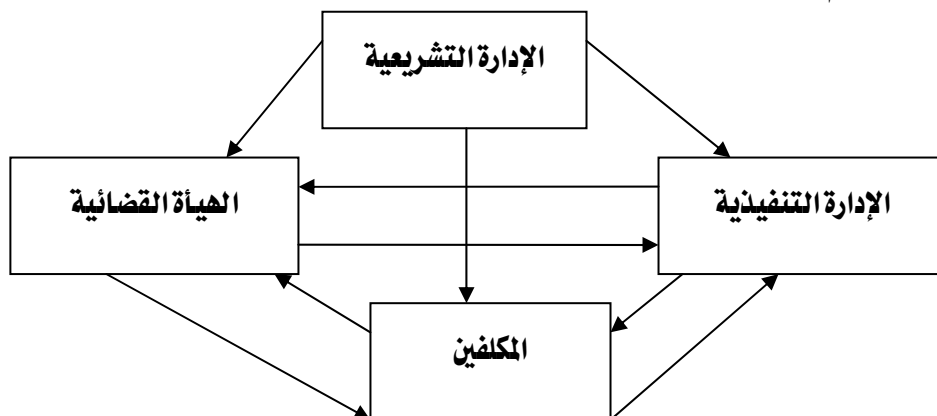 الإدارة التشريعية
الإدارة التنفيذية
الهيأة القضائية
المكلفين